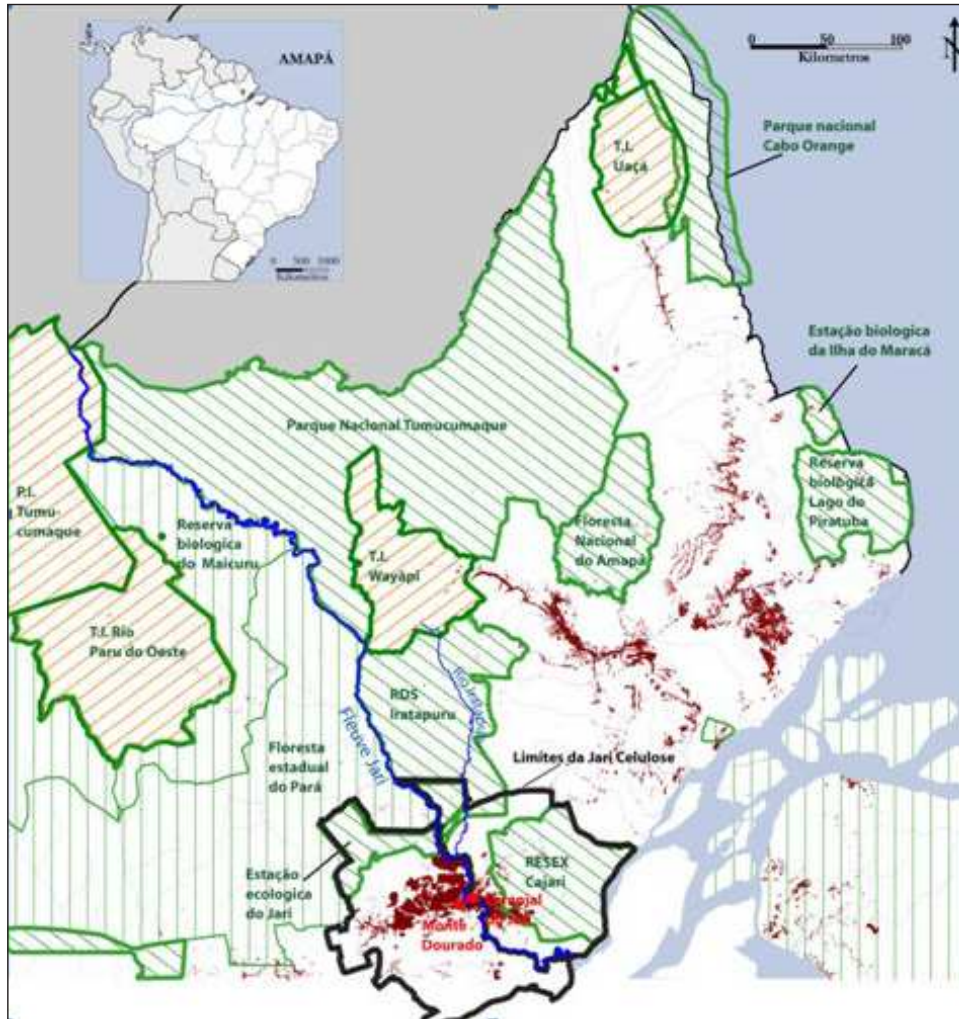 AMAPÁ
0 500 1000
Kilometros
0 50 100
Kilometros
N
Parque nacional
Cabo Orange
T.I.
Uaçá
Estação biologica
da Ilha do Maracá
Parque Nacional Tumucumaque
Reserva
biológica
Lago do
Piratuba
P.I.
Tumu-
cumaque
Reserva
biologica
do Maicuru
Floresta
Nacional
do Amapá
T.I.
Wayãpi
T.I. Rio
Paru do Oeste
RDS
Iratapuru
Fleuve Jari
Floresta
estadual
do Pará
Limites da Jari Celulose
Estação
ecologica
do Jari
RESEX
Cajari
Monte
Dourado